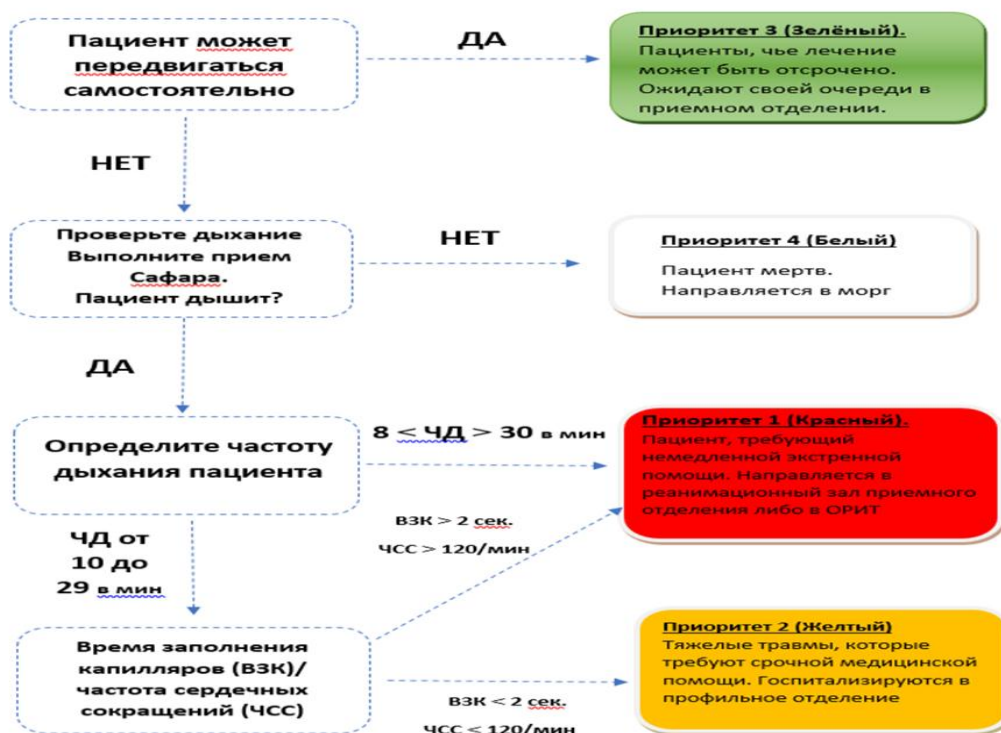 Пациент может
передвигаться
самостоятельно
ДА
Приоритет 3 (Зелёный).
Пациенты, чье лечение
может быть отсрочено.
Ожидают своей очереди в
приемном отделении.
НЕТ
Проверьте дыхание
Выполните прием
Сафара.
Пациент дышит?
НЕТ
Приоритет 4 (Белый)
Пациент мертв.
Направляется в морг
ДА
Определите частоту
дыхания пациента
8 < ЧД > 30 в мин
Приоритет 1 (Красный).
Пациент, требующий
немедленной экстренной
помощи. Направляется в
реанимационный зал приемного
отделения либо в ОРИТ
ВЗК > 2 сек.
ЧСС > 120/мин
ЧД от
10 до
29 в мин
Время заполнения
капилляров (ВЗК)/
частота сердечных
сокращений (ЧСС)
ВЗК < 2 сек.
ЧСС < 120/мин
Приоритет 2 (Желтый)
Тяжелые травмы, которые
требуют срочной медицинской
помощи. Госпитализируются в
профильное отделение